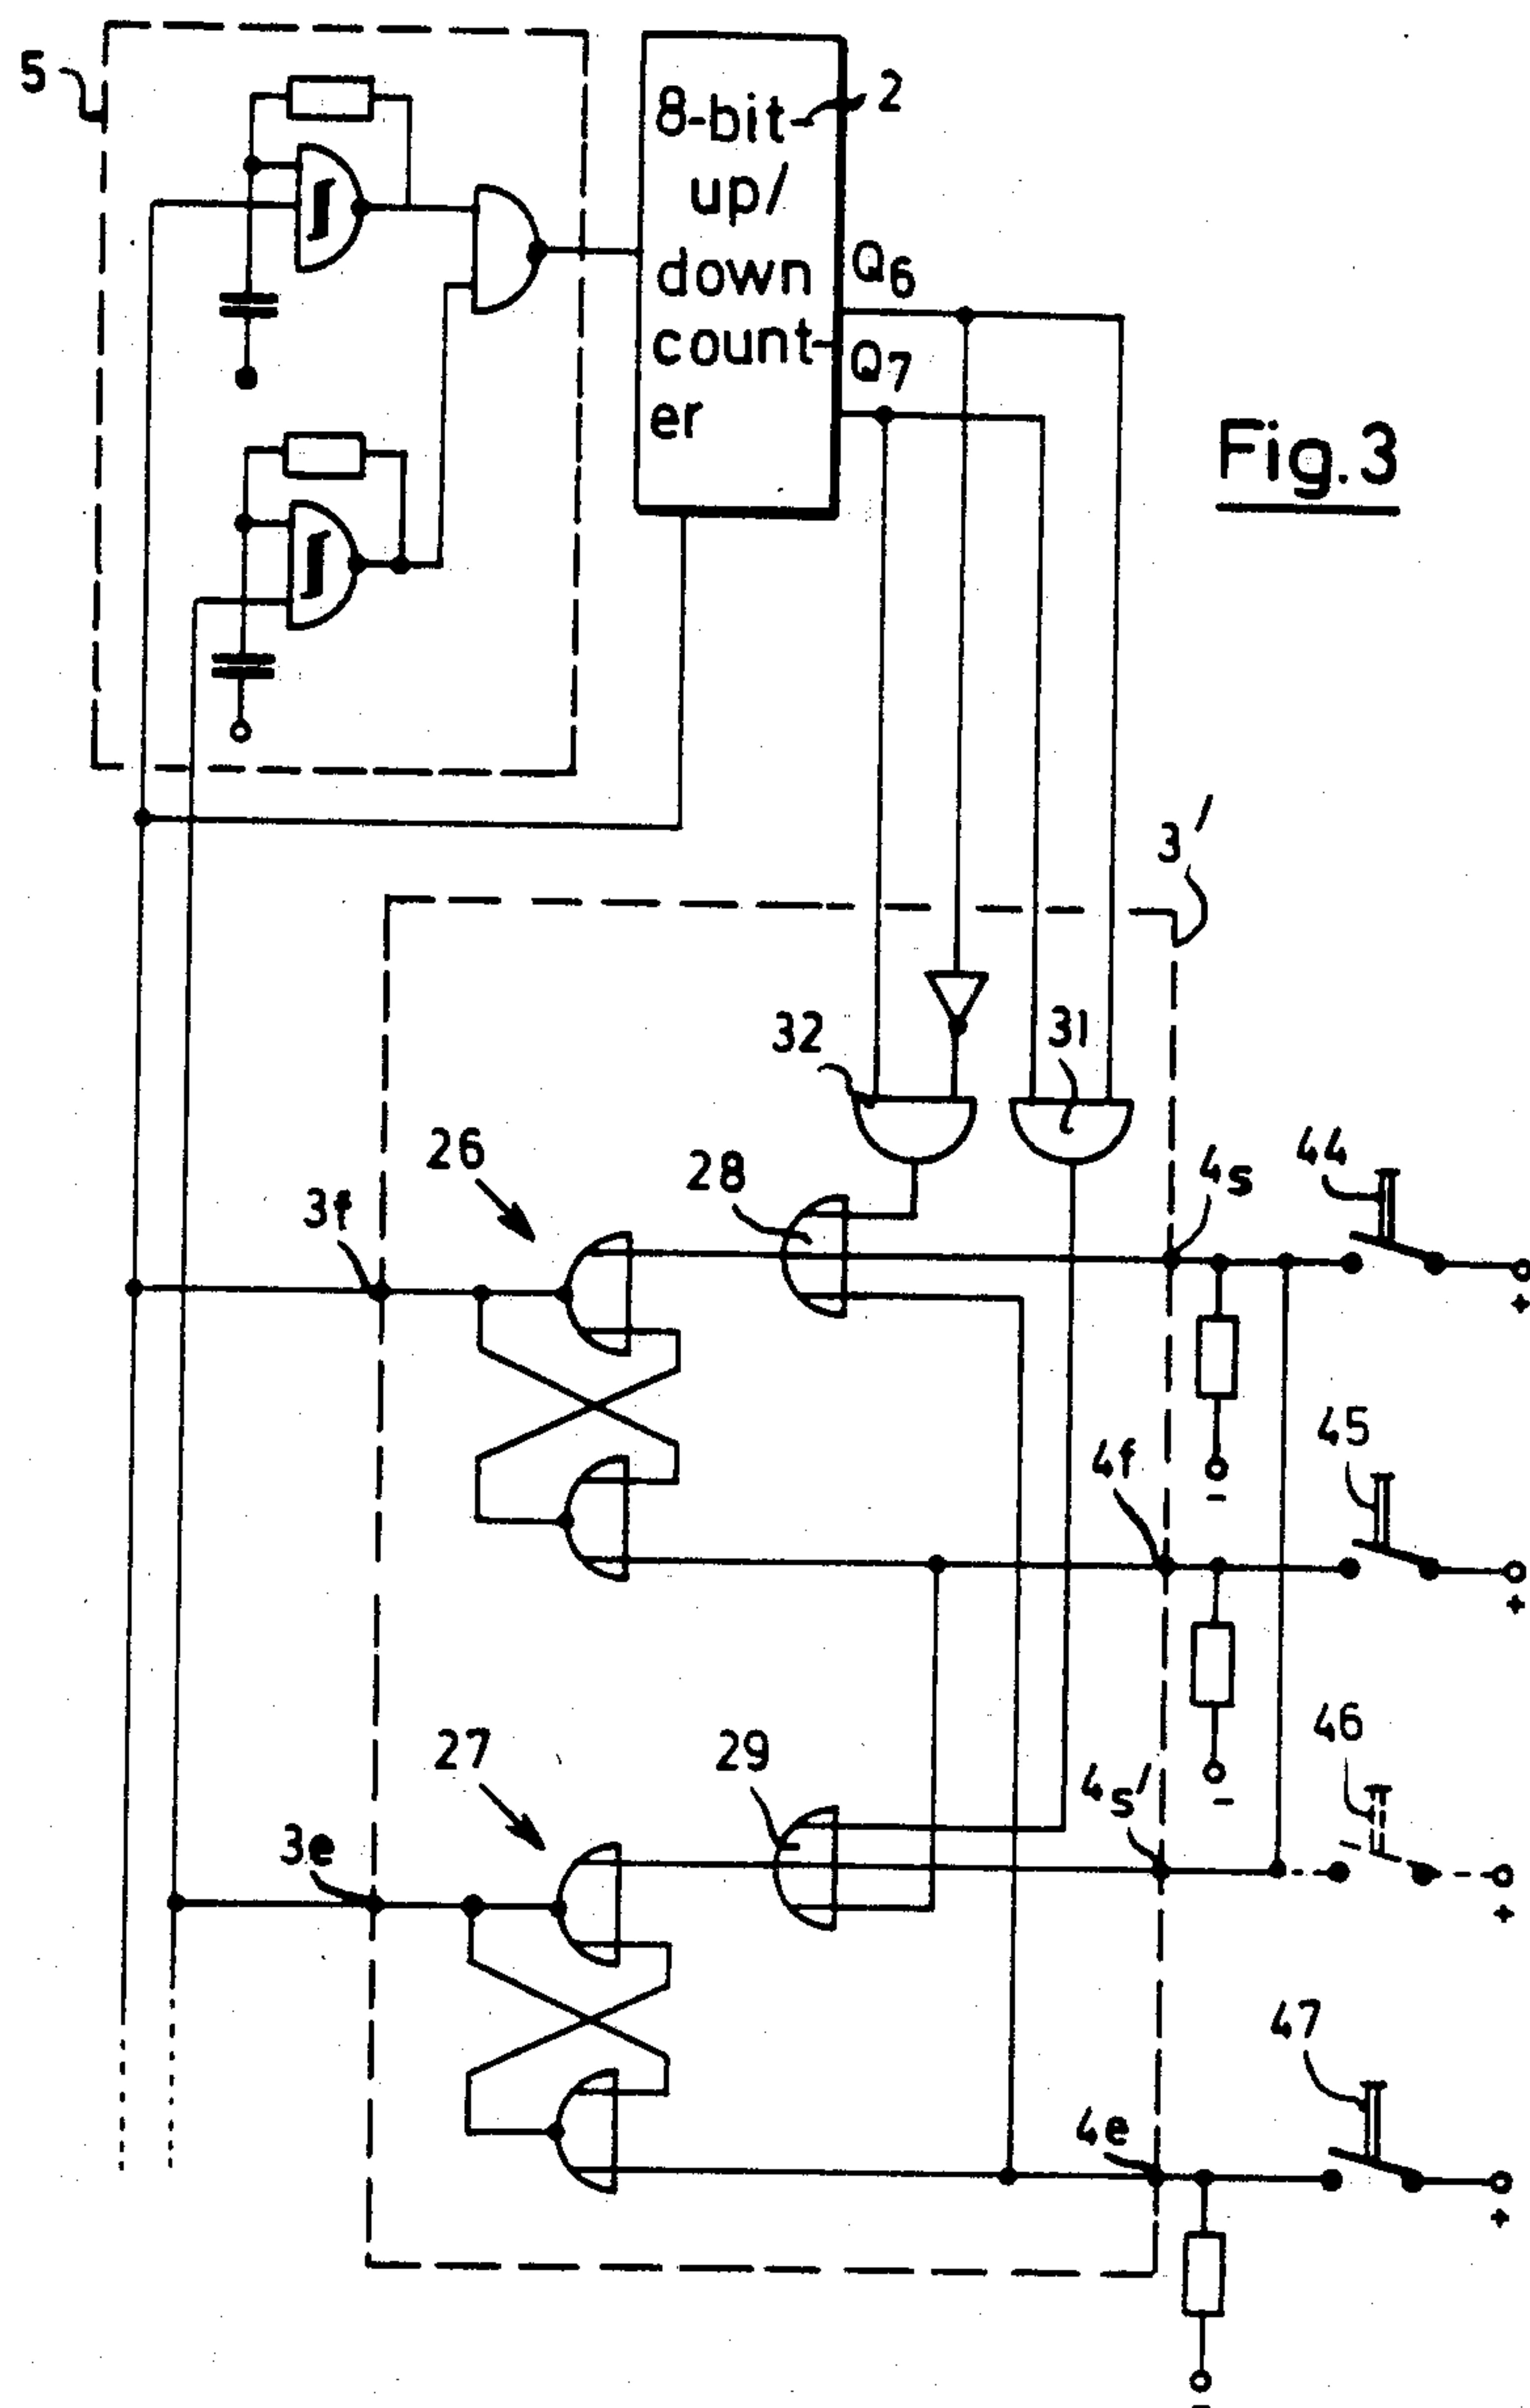 5
8-bit
2
up/
down
count-
er
Q6
Q7
Fig.3
3'
32
31
26
28
4s
44
3f
+
-
45
4f
+
-
46
27
29
4s'
3e
+
47
4e
+
-